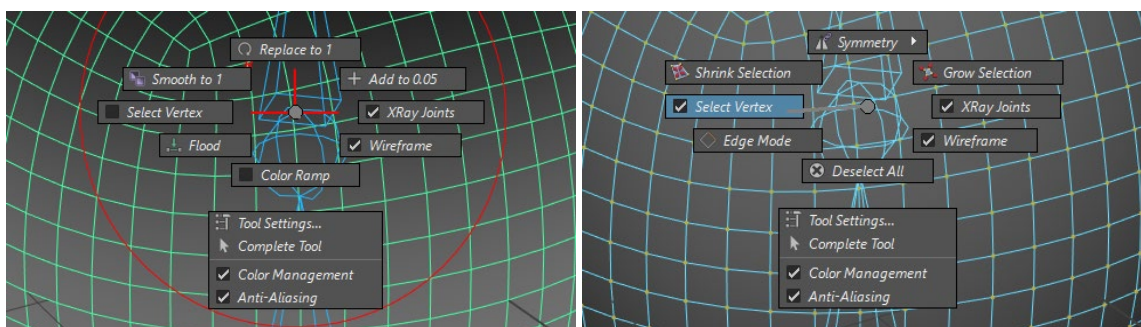 Replace to 1
Smooth to 1
Add to 0.05
Select Vertex
XRay Joints
Flood
Wireframe
Color Ramp
Tool Settings...
Complete Tool
Color Management
Anti-Aliasing
Symmetry
Shrink Selection
Grow Selection
Select Vertex
XRay Joints
Edge Mode
Wireframe
Deselect All
Tool Settings...
Complete Tool
Color Management
Anti-Aliasing